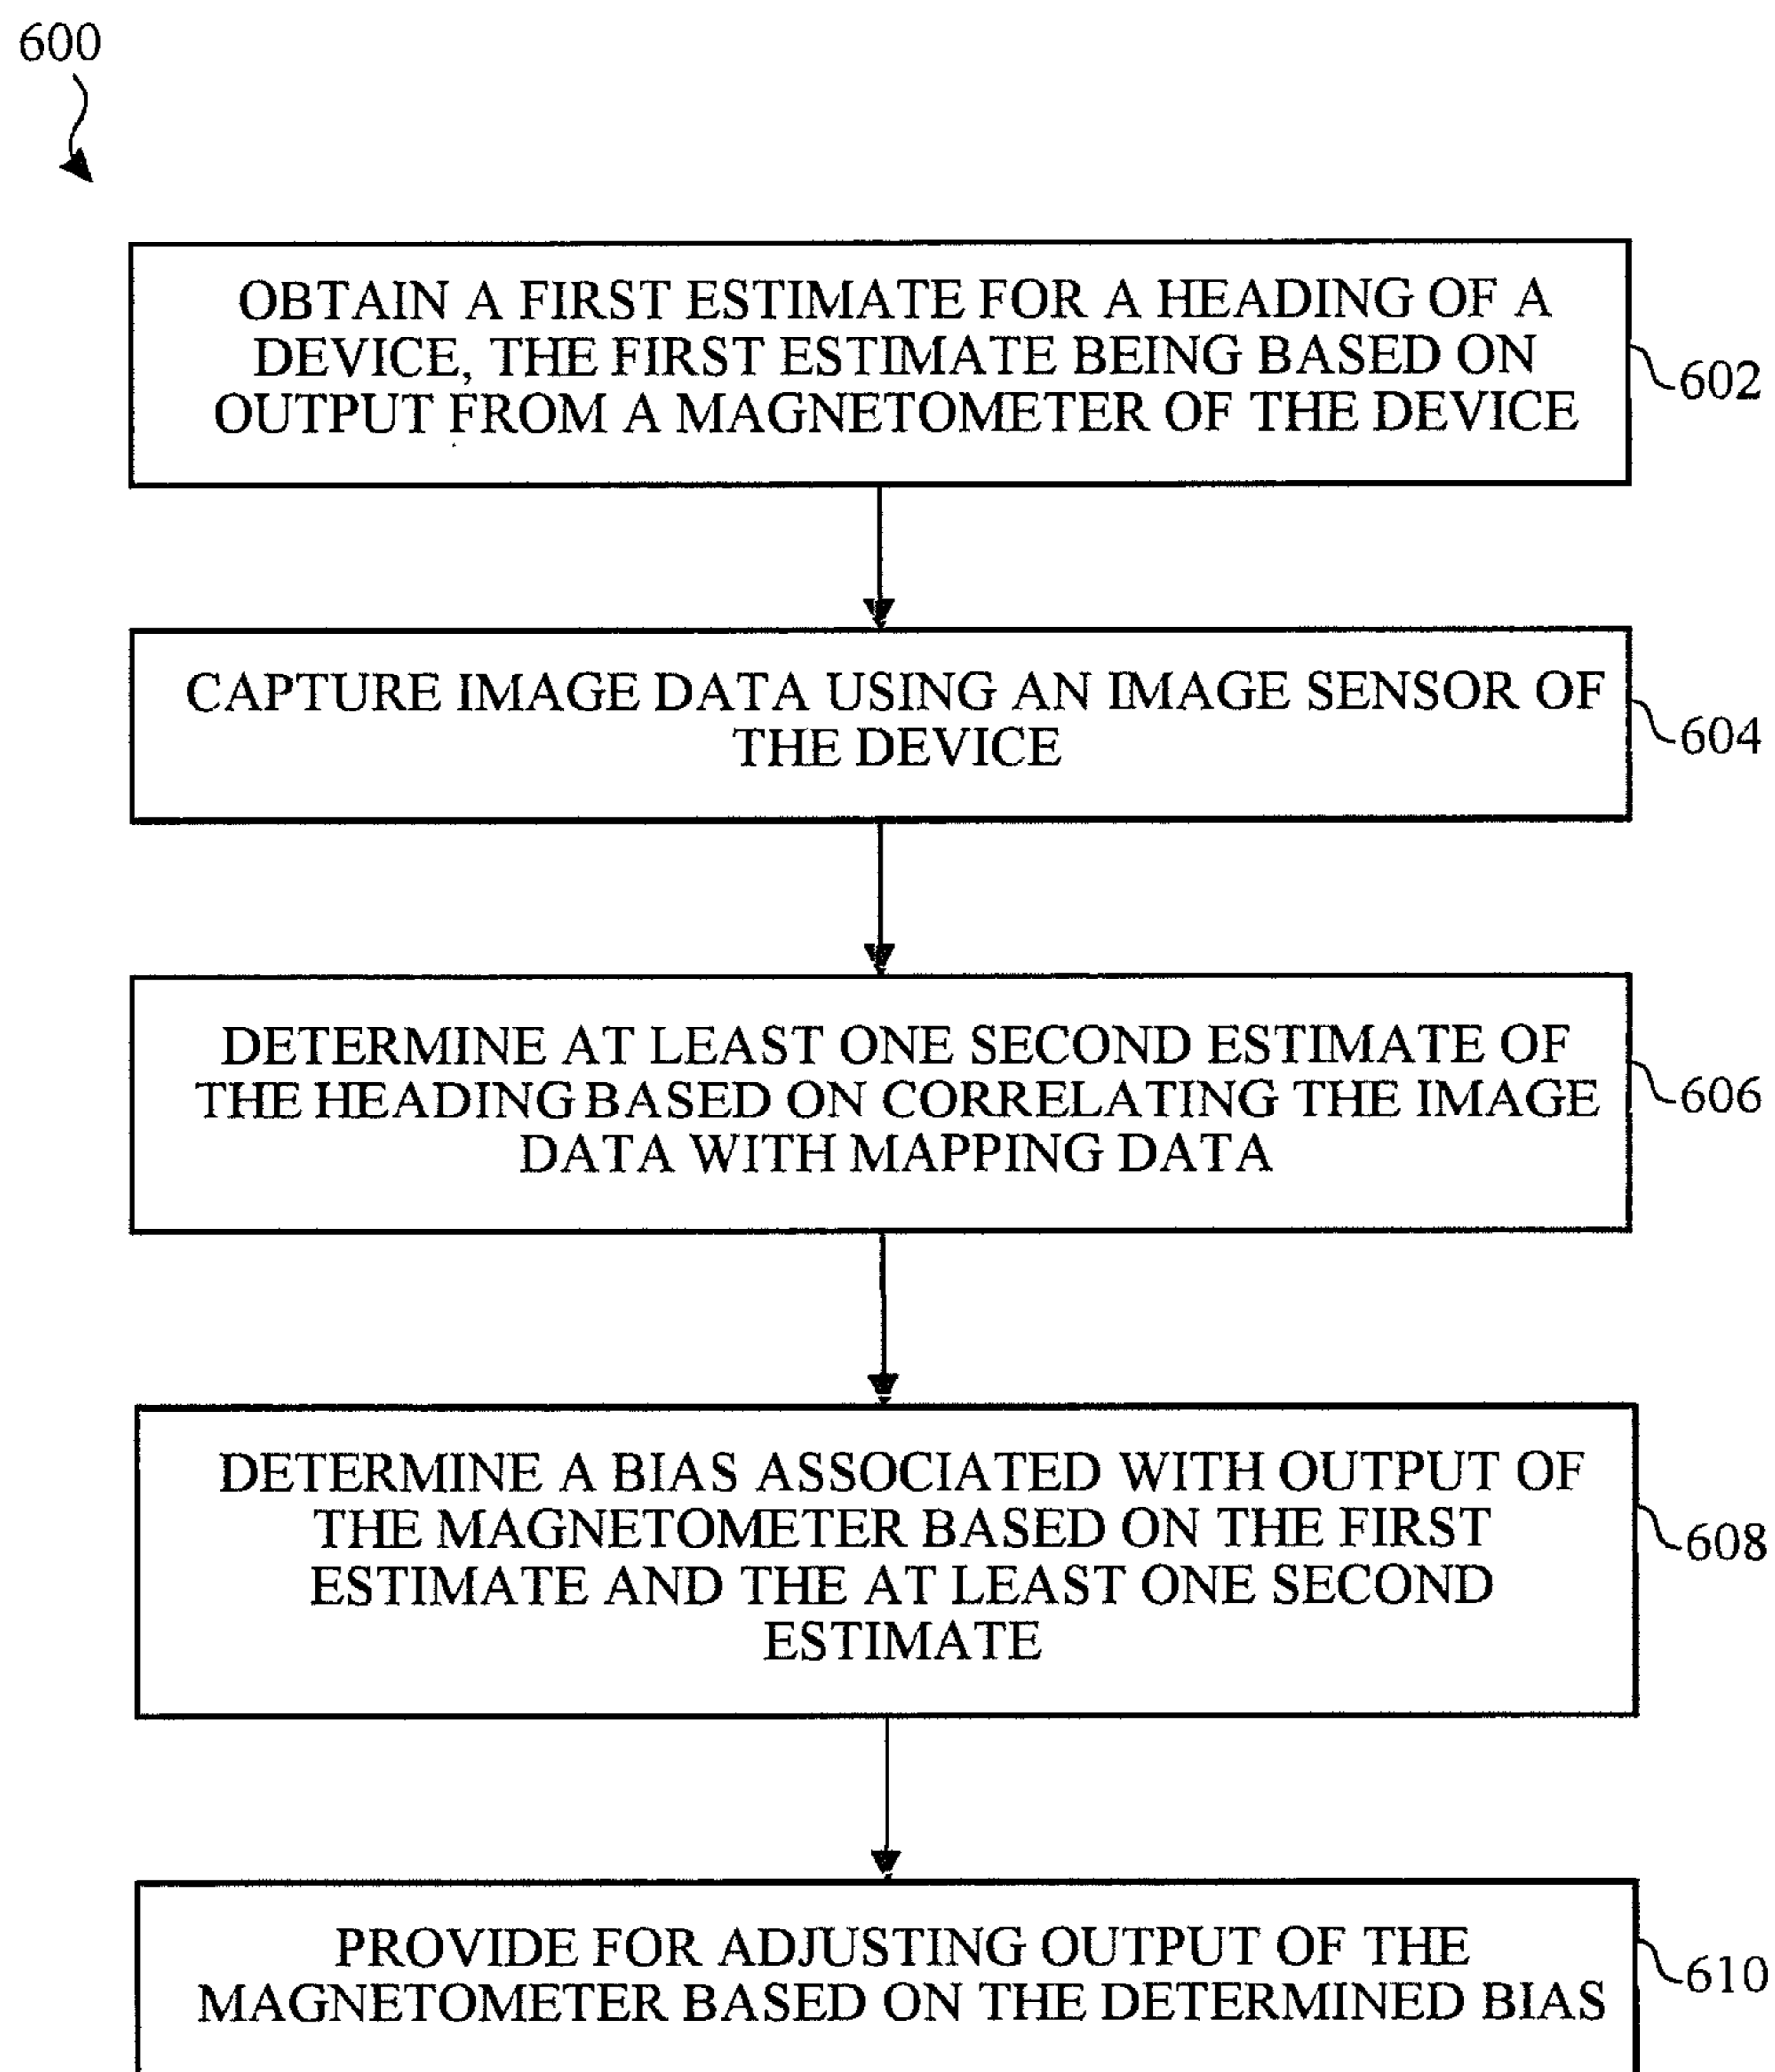 600
OBTAIN A FIRST ESTIMATE FOR A HEADING OF A
DEVICE, THE FIRST ESTIMATE BEING BASED ON
OUTPUT FROM A MAGNETOMETER OF THE DEVICE
602
CAPTURE IMAGE DATA USING AN IMAGE SENSOR OF
THE DEVICE
604
DETERMINE AT LEAST ONE SECOND ESTIMATE OF
THE HEADING BASED ON CORRELATING THE IMAGE
DATA WITH MAPPING DATA
606
DETERMINE A BIAS ASSOCIATED WITH OUTPUT OF
THE MAGNETOMETER BASED ON THE FIRST
ESTIMATE AND THE AT LEAST ONE SECOND
ESTIMATE
608
PROVIDE FOR ADJUSTING OUTPUT OF THE
MAGNETOMETER BASED ON THE DETERMINED BIAS
610